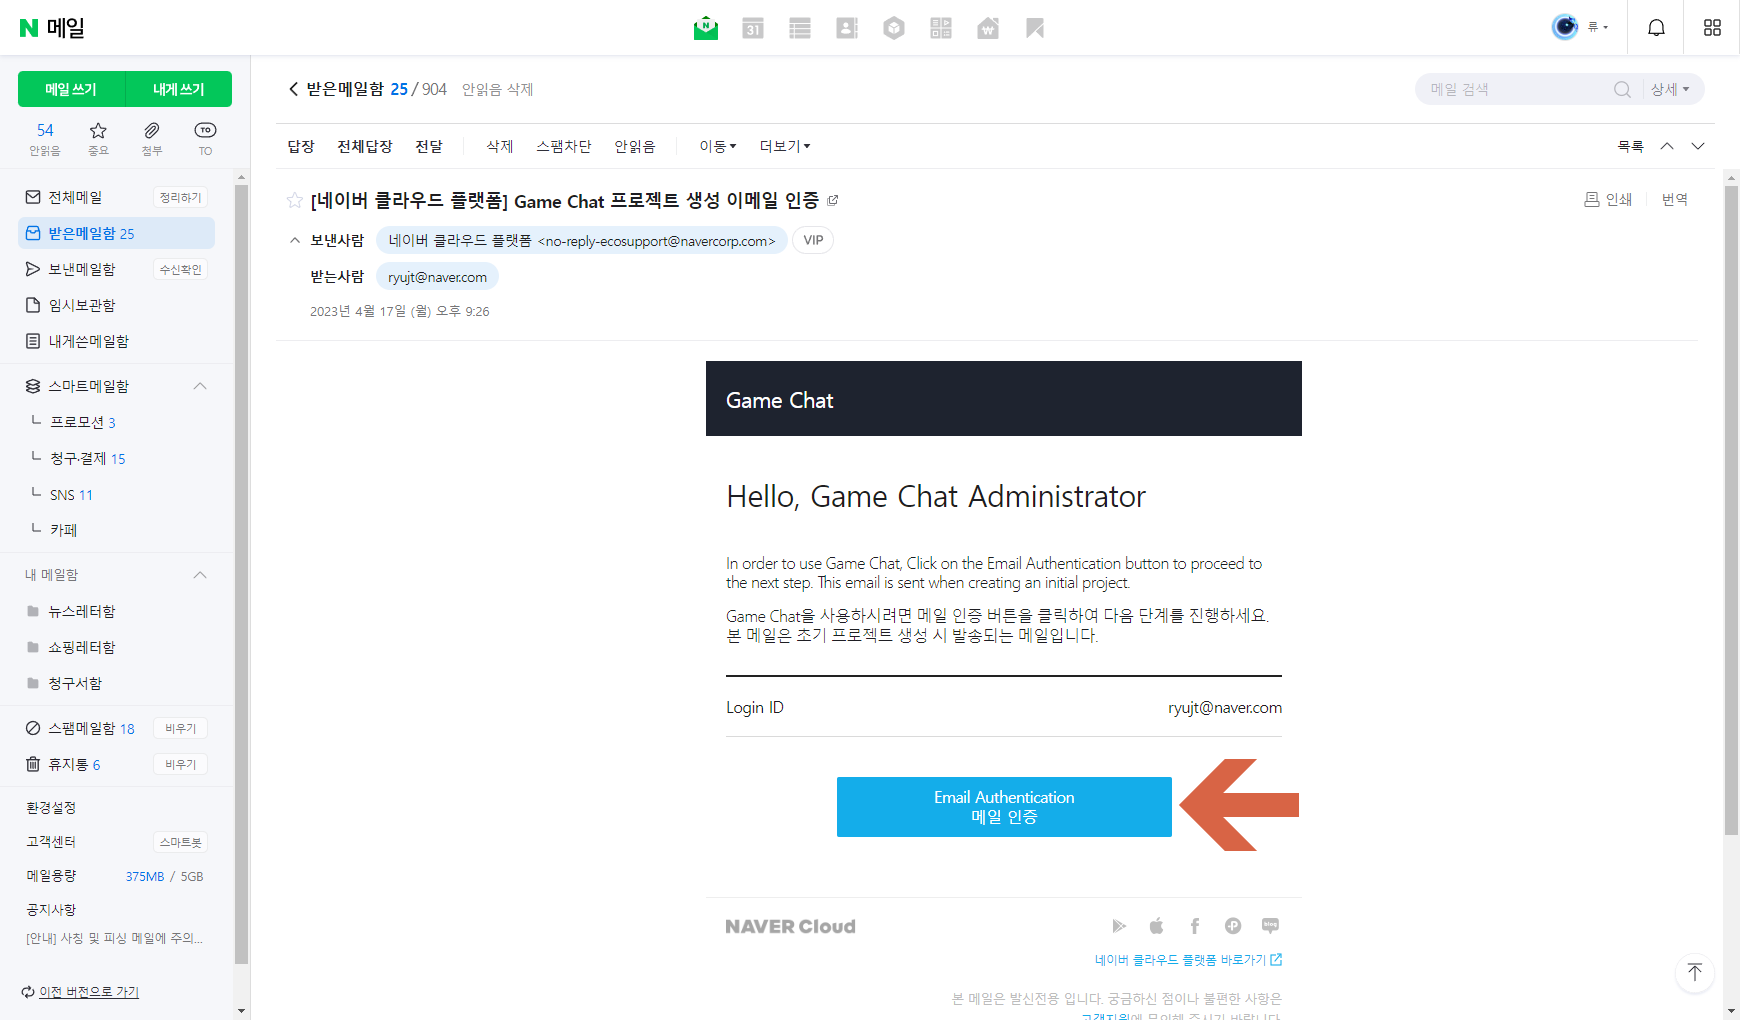 N 메일
31
류
메일 쓰기
내게 쓰기
54
안읽음
중요
첨부
TO
TO
전체메일
정리하기
받은메일함 25
보낸메일함
수신확인
임시보관함
내게쓴메일함
스마트메일함
프로모션 3
청구·결제 15
SNS 11
카페
내 메일함
뉴스레터함
쇼핑레터함
청구서함
스팸메일함 18
비우기
휴지통 6
비우기
환경설정
고객센터
스마트봇
메일용량
375MB / 5GB
공지사항
[안내] 사칭 및 피싱 메일에 주의...
이전 버전으로 가기
받은메일함 25 / 904 안읽음 삭제
메일 검색
상세
답장 전체답장 전달 삭제 스팸차단 안읽음 이동 더보기
목록
[네이버 클라우드 플랫폼] Game Chat 프로젝트 생성 이메일 인증
인쇄
번역
보낸사람 네이버 클라우드 플랫폼 <no-reply-ecosupport@navercorp.com> VIP
받는사람 ryujt@naver.com
2023년 4월 17일 (월) 오후 9:26
Game Chat
Hello, Game Chat Administrator
In order to use Game Chat, Click on the Email Authentication button to proceed to
the next step. This email is sent when creating an initial project.
Game Chat을 사용하시려면 메일 인증 버튼을 클릭하여 다음 단계를 진행하세요.
본 메일은 초기 프로젝트 생성 시 발송되는 메일입니다.
Login ID
ryujt@naver.com
Email Authentication
메일 인증
NAVER Cloud
blog
네이버 클라우드 플랫폼 바로가기
본 메일은 발신전용 입니다. 궁금하신 점이나 불편한 사항은
고객지원에 문의해 주시기 바랍니다.